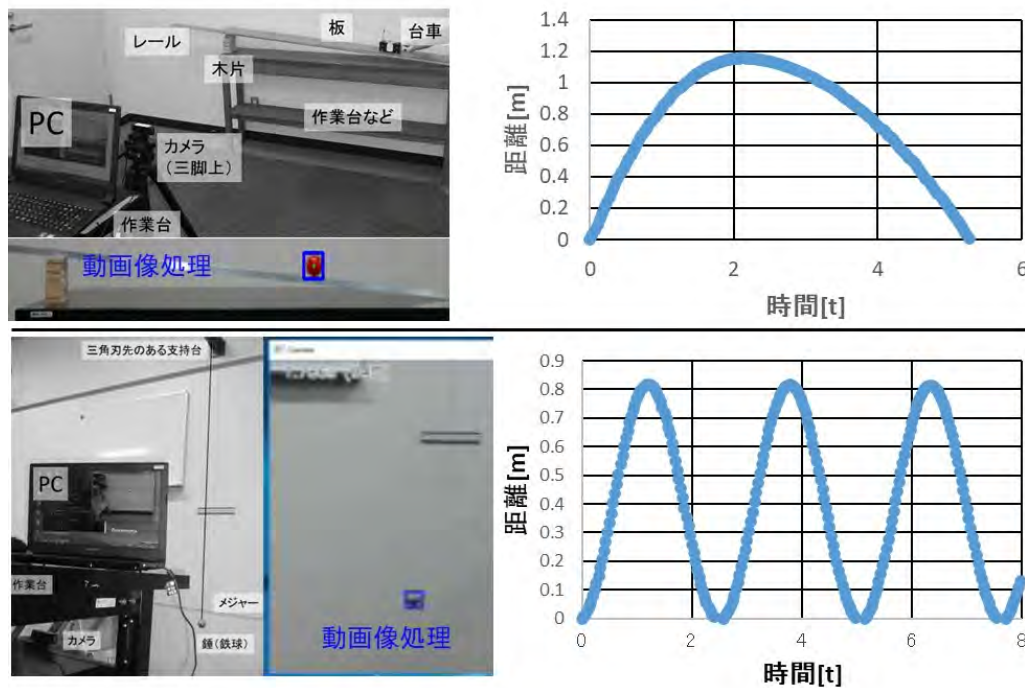 板
台車
レール
木片
PC
作業台など
カメラ
（三脚上）
作業台
動画像処理
1.4
1.2
1
0.8
0.6
0.4
0.2
0
距離[m]
0
2
4
6
時間[t]
三角刃先のある支持台
PC
作業台
メジャー
カメラ
錘（鉄球）
動画像処理
0.9
0.8
0.7
0.6
0.5
0.4
0.3
0.2
0.1
0
距離[m]
0
2
4
6
8
時間[t]